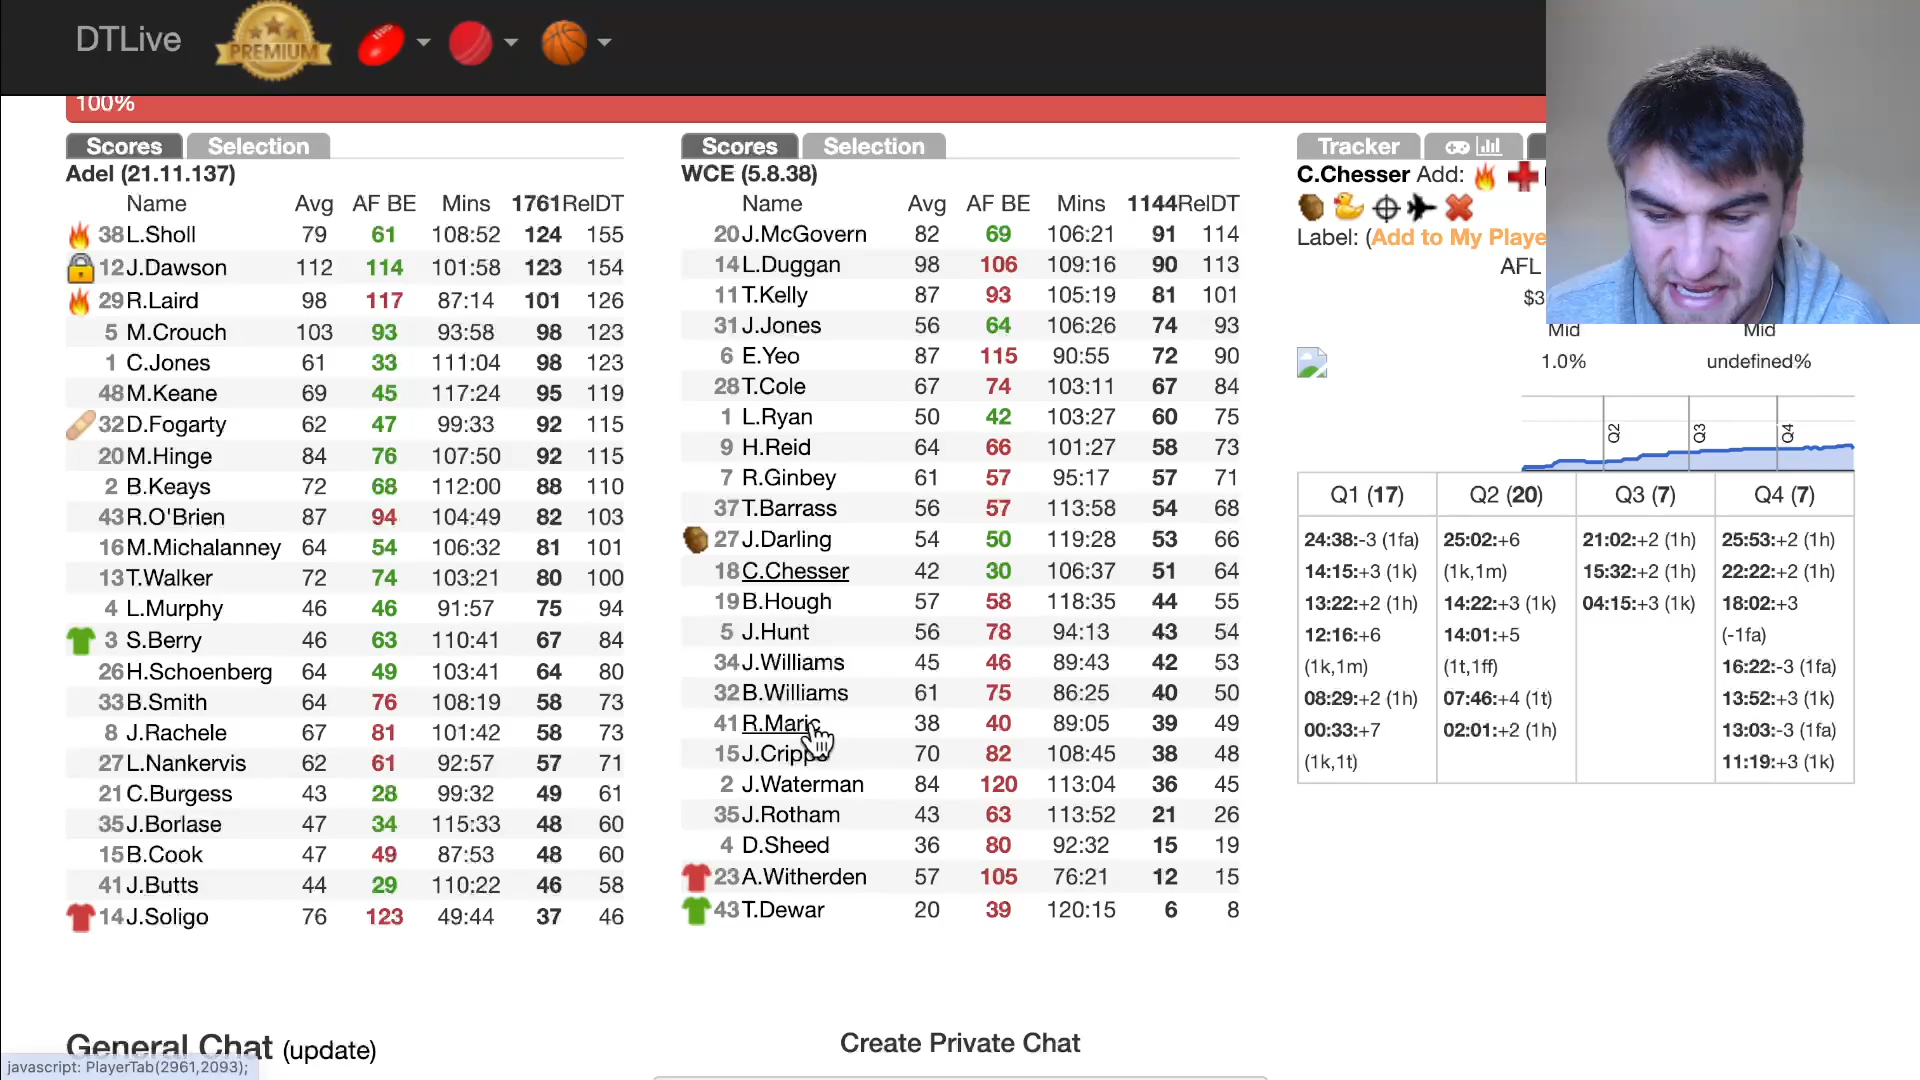 DTLive
PREMIUM
100%
Scores Selection
Adel (21.11.137)
Name Avg AF BE Mins 1761RelDT
38 L.Sholl 79 61 108:52 124 155
12 J.Dawson 112 114 101:58 123 154
29 R.Laird 98 117 87:14 101 126
5 M.Crouch 103 93 93:58 98 123
1 C.Jones 61 33 111:04 98 123
48 M.Keane 69 45 117:24 95 119
32 D.Fogarty 62 47 99:33 92 115
20 M.Hinge 84 76 107:50 92 115
2 B.Keays 72 68 112:00 88 110
43 R.O'Brien 87 94 104:49 82 103
16 M.Michalanney 64 54 106:32 81 101
13 T.Walker 72 74 103:21 80 100
4 L.Murphy 46 46 91:57 75 94
3 S.Berry 46 63 110:41 67 84
26 H.Schoenberg 64 49 103:41 64 80
33 B.Smith 64 76 108:19 58 73
8 J.Rachele 67 81 101:42 58 73
27 L.Nankervis 62 61 92:57 57 71
21 C.Burgess 43 28 99:32 49 61
35 J.Borlase 47 34 115:33 48 60
15 B.Cook 47 49 87:53 48 60
41 J.Butts 44 29 110:22 46 58
14 J.Soligo 76 123 49:44 37 46
Scores Selection
WCE (5.8.38)
Name Avg AF BE Mins 1144RelDT
20 J.McGovern 82 69 106:21 91 114
14 L.Duggan 98 106 109:16 90 113
11 T.Kelly 87 93 105:19 81 101
31 J.Jones 56 64 106:26 74 93
6 E.Yeo 87 115 90:55 72 90
28 T.Cole 67 74 103:11 67 84
1 L.Ryan 50 42 103:27 60 75
9 H.Reid 64 66 101:27 58 73
7 R.Ginbey 61 57 95:17 57 71
37 T.Barrass 56 57 113:58 54 68
27 J.Darling 54 50 119:28 53 66
18 C.Chesser 42 30 106:37 51 64
19 B.Hough 57 58 118:35 44 55
5 J.Hunt 56 78 94:13 43 54
34 J.Williams 45 46 89:43 42 53
32 B.Williams 61 75 86:25 40 50
41 R.Maric 38 40 89:05 39 49
15 J.Cripps 70 82 108:45 38 48
2 J.Waterman 84 120 113:04 36 45
35 J.Rotham 43 63 113:52 21 26
4 D.Sheed 36 80 92:32 15 19
23 A.Witherden 57 105 76:21 12 15
43 T.Dewar 20 39 120:15 6 8
Tracker
C.Chesser Add:
Label: (Add to My Playe
AFL
$3
Mid Mid
1.0% undefined%
Q2 Q3 Q4
Q1 (17) Q2 (20) Q3 (7) Q4 (7)
24:38:-3 (1fa)
14:15:+3 (1k)
13:22:+2 (1h)
12:16:+6
(1k,1m)
08:29:+2 (1h)
00:33:+7
(1k,1t)
25:02:+6
(1k,1m)
14:22:+3 (1k)
14:01:+5
(1t,1ff)
07:46:+4 (1t)
02:01:+2 (1h)
21:02:+2 (1h)
15:32:+2 (1h)
04:15:+3 (1k)
25:53:+2 (1h)
22:22:+2 (1h)
18:02:+3
(-1fa)
16:22:-3 (1fa)
13:52:+3 (1k)
13:03:-3 (1fa)
11:19:+3 (1k)
General Chat (update)
Create Private Chat
javascript: PlayerTab(2961,2093);